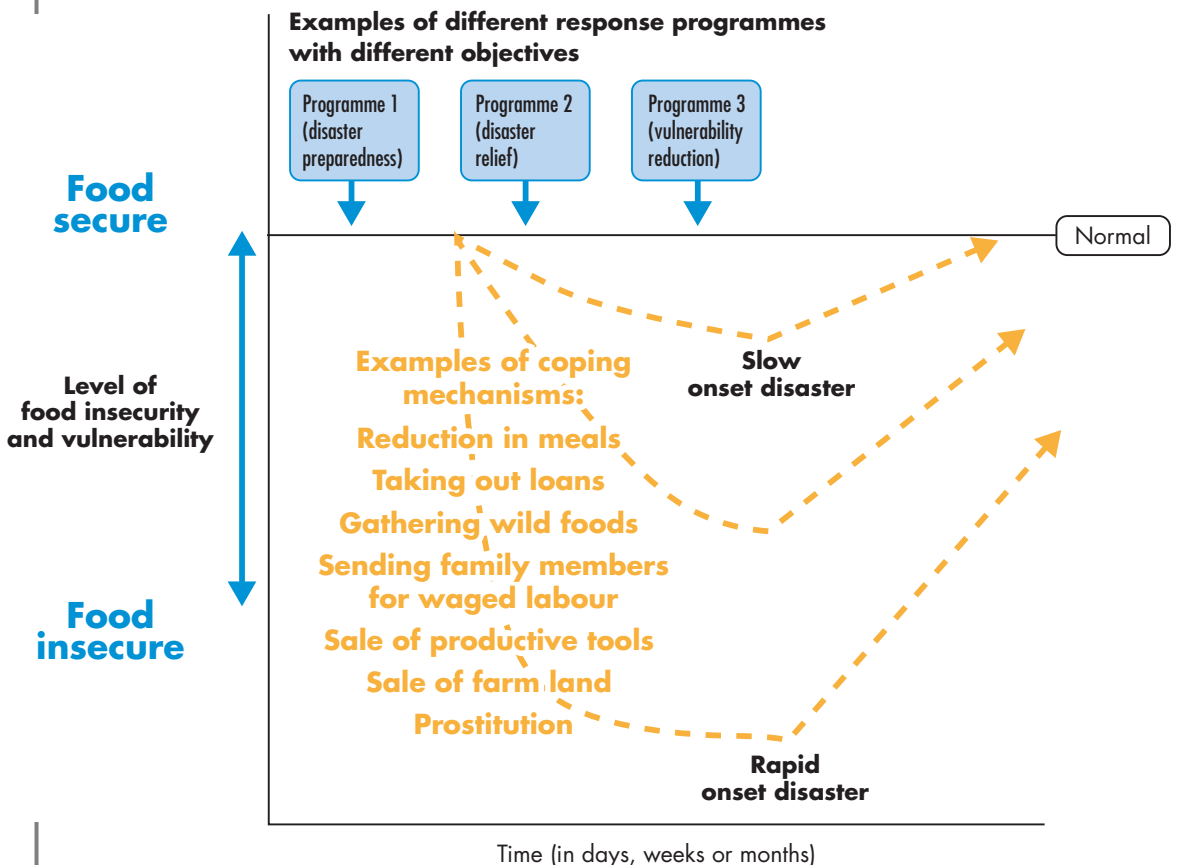 Examples of different response programmes
with different objectives
Programme 1
(disaster
preparedness)
Programme 2
(disaster
relief)
Programme 3
(vulnerability
reduction)
Food
secure
Normal
Level of
food insecurity
and vulnerability
Food
insecure
Examples of coping
mechanisms:
Reduction in meals
Taking out loans
Gathering wild foods
Sending family members
for waged labour
Sale of productive tools
Sale of farm land
Prostitution
Slow
onset disaster
Rapid
onset disaster
Time (in days, weeks or months)